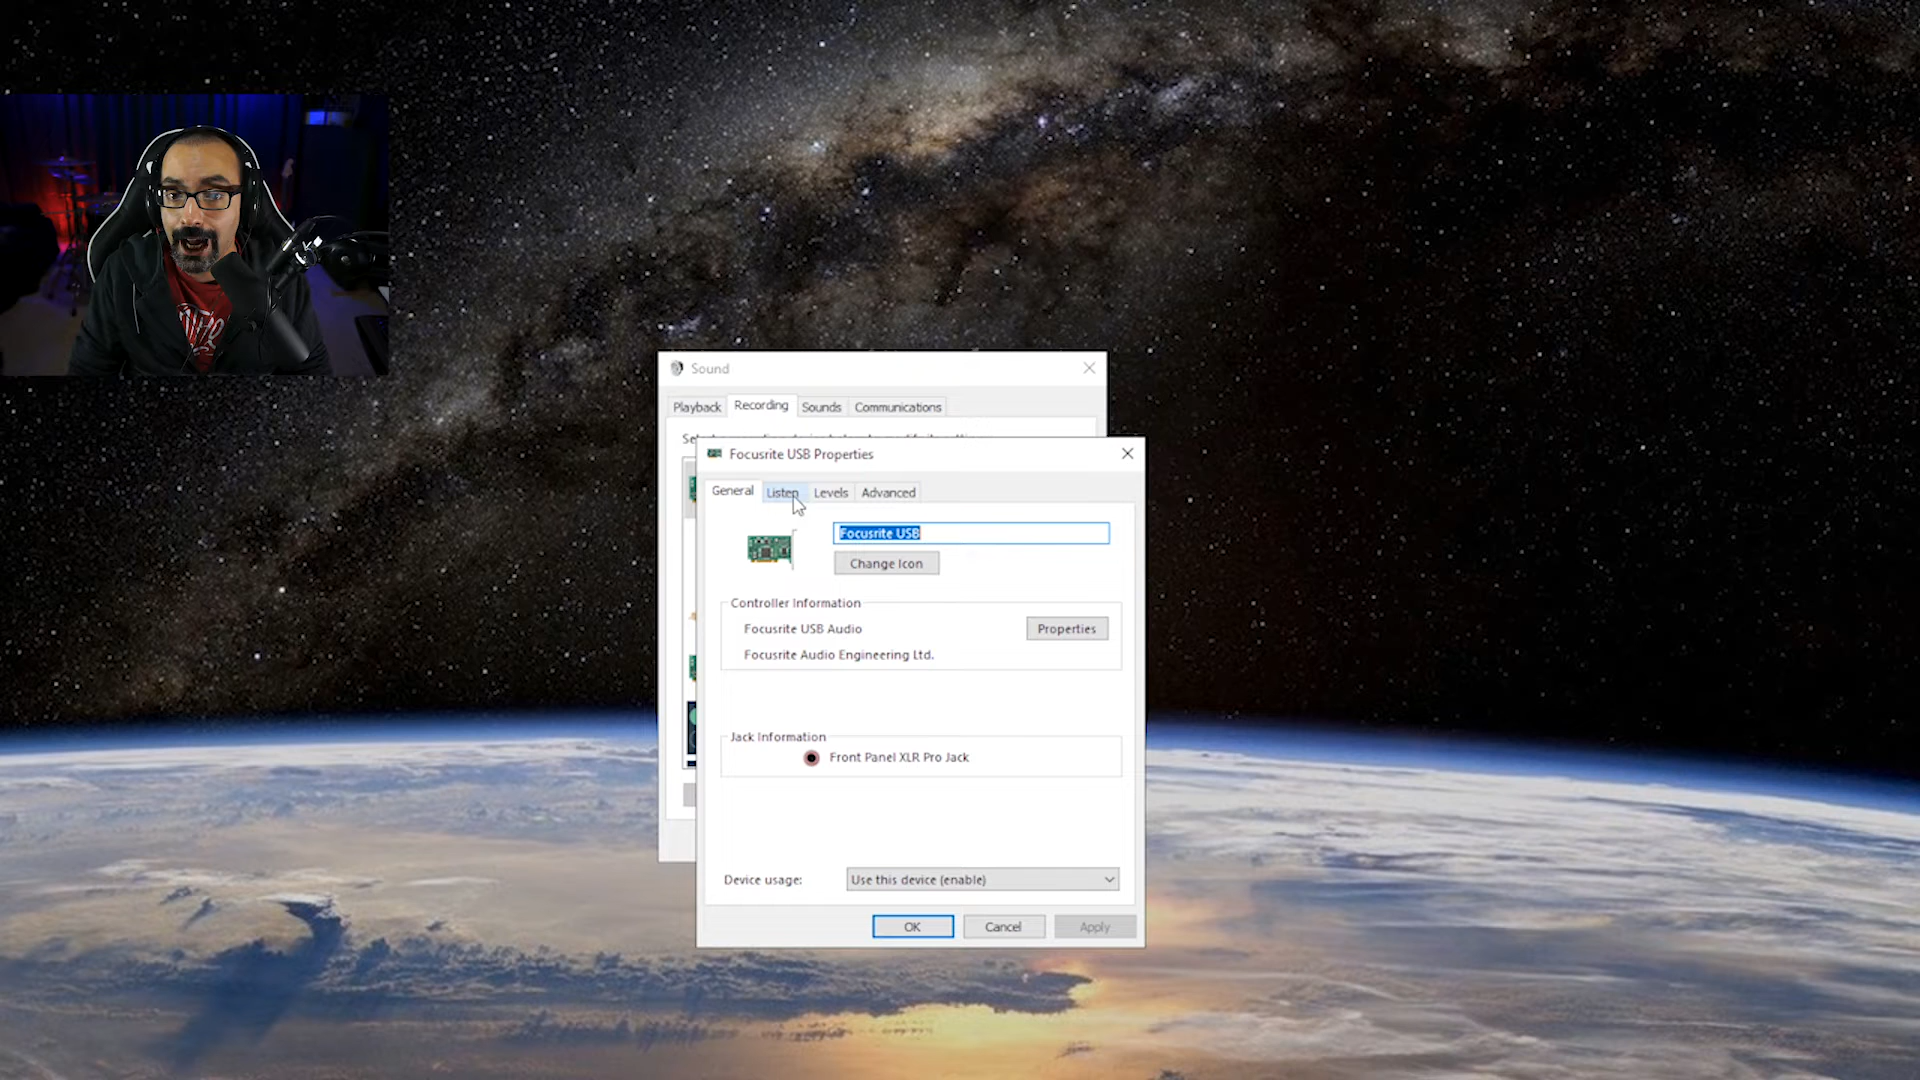 Sound
Playback Recording Sounds Communications
Focusrite USB Properties
General Listen Levels Advanced
Focusrite USB
Change Icon
Controller Information
Focusrite USB Audio
Properties
Focusrite Audio Engineering Ltd.
Jack Information
Front Panel XLR Pro Jack
Device usage:
Use this device (enable)
OK Cancel Apply